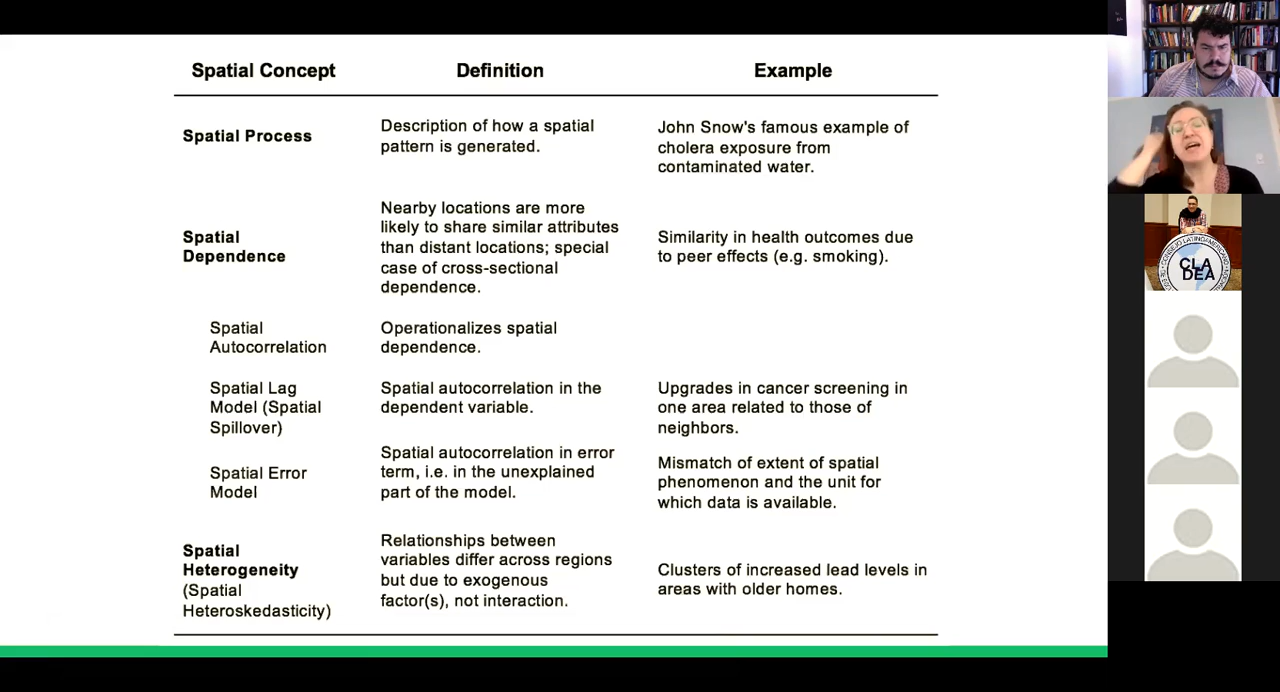 Spatial Concept Definition Example
Spatial Process
Description of how a spatial
pattern is generated.
John Snow's famous example of
cholera exposure from
contaminated water.
Spatial
Dependence
Nearby locations are more
likely to share similar attributes
than distant locations; special
case of cross-sectional
dependence.
Similarity in health outcomes due
to peer effects (e.g. smoking).
Spatial
Autocorrelation
Operationalizes spatial
dependence.
Spatial Lag
Model (Spatial
Spillover)
Spatial autocorrelation in the
dependent variable.
Upgrades in cancer screening in
one area related to those of
neighbors.
Spatial Error
Model
Spatial autocorrelation in error
term, i.e. in the unexplained
part of the model.
Mismatch of extent of spatial
phenomenon and the unit for
which data is available.
Spatial
Heterogeneity
(Spatial
Heteroskedasticity)
Relationships between
variables differ across regions
but due to exogenous
factor(s), not interaction.
Clusters of increased lead levels in
areas with older homes.
CONSEJO LATINOAMERICANO
CLA
DEA